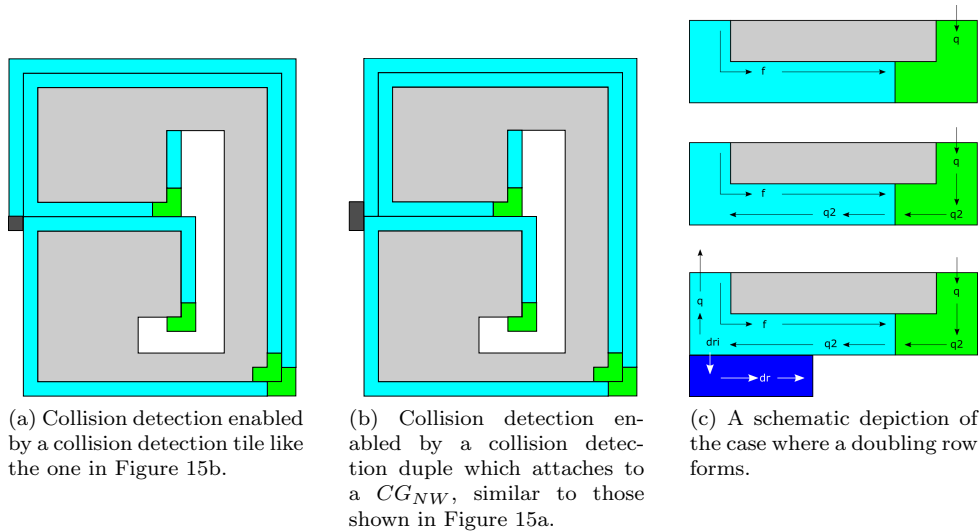 q
f
q
f
q2
q2
q
q
f
dri
q2
q2
dr
(a) Collision detection enabled
by a collision detection tile like
the one in Figure 15b.
(b) Collision detection en-
abled by a collision detec-
tion duple which attaches to
a CG_NW, similar to those
shown in Figure 15a.
(c) A schematic depiction of
the case where a doubling row
forms.